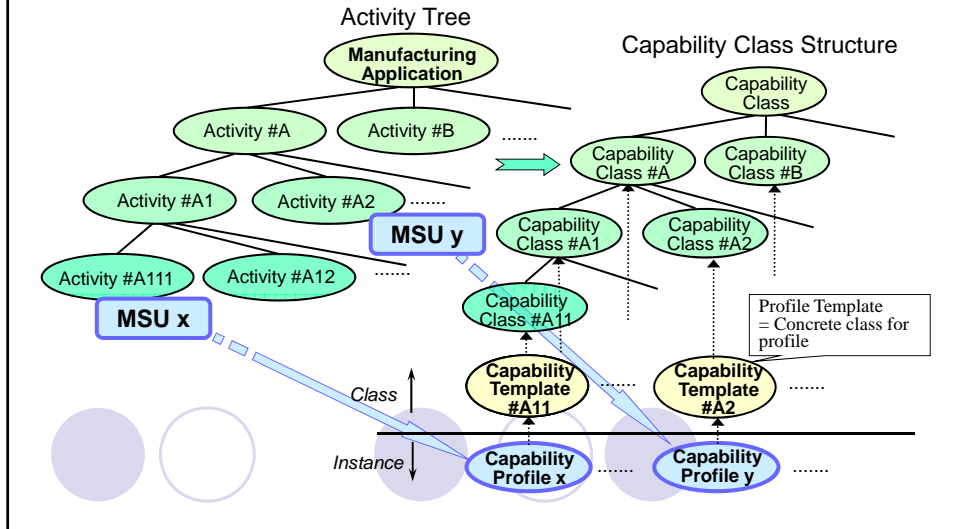 Activity Tree
Capability Class Structure
Manufacturing
Application
Capability
Class
Activity #A
Activity #B
........
Capability
Class #A
Capability
Class #B
Activity #A1
Activity #A2
........
MSU y
Capability
Class #A1
Capability
Class #A2
Activity #A111
Activity #A12
........
MSU x
Capability
Class #A11
Profile Template
= Concrete class for
profile
Capability
Template
#A11
........
Capability
Template
#A2
........
Class
Instance
Capability
Profile x
........
Capability
Profile y
........